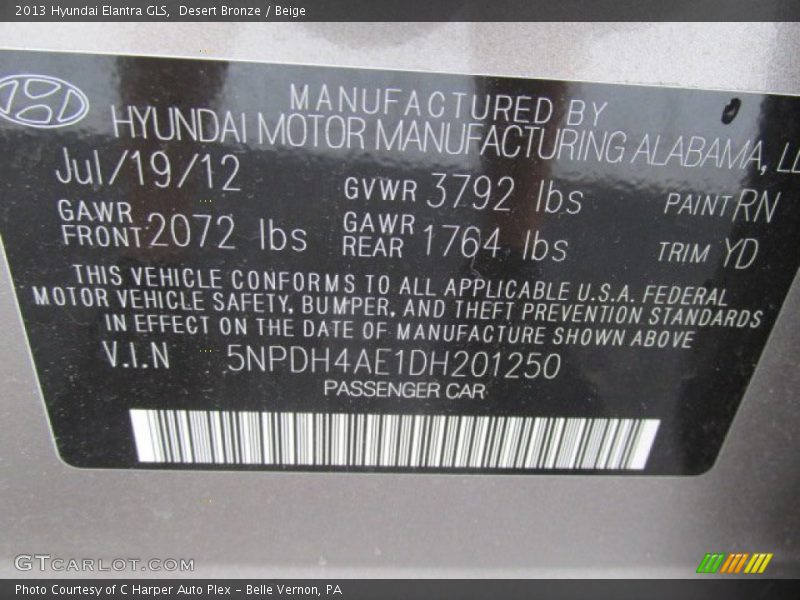 2013 Hyundai Elantra GLS,  Desert Bronze / Beige
MANUFACTURED BY
HYUNDAI MOTOR MANUFACTURING ALABAMA, LL
Jul/19/12 GVWR 3792 lbs PAINT RN
GAWR FRONT 2072 lbs GAWR REAR 1764 lbs TRIM YD
THIS VEHICLE CONFORMS TO ALL APPLICABLE U.S.A. FEDERAL
MOTOR VEHICLE SAFETY, BUMPER, AND THEFT PREVENTION STANDARDS
IN EFFECT ON THE DATE OF MANUFACTURE SHOWN ABOVE
V.I.N 5NPDH4AE1DH201250
PASSENGER CAR
GTCARLOT.COM
Photo Courtesy of C Harper Auto Plex - Belle Vernon, PA